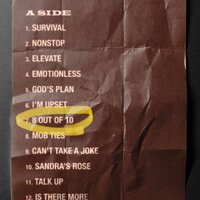 A SIDE
1. SURVIVAL
2. NONSTOP
3. ELEVATE
4. EMOTIONLESS
5. GOD'S PLAN
6. I'M UPSET
7. 8 OUT OF 10
8. MOB TIES
9. CAN'T TAKE A JOKE
10. SANDRA'S ROSE
11. TALK UP
12. IS THERE MORE